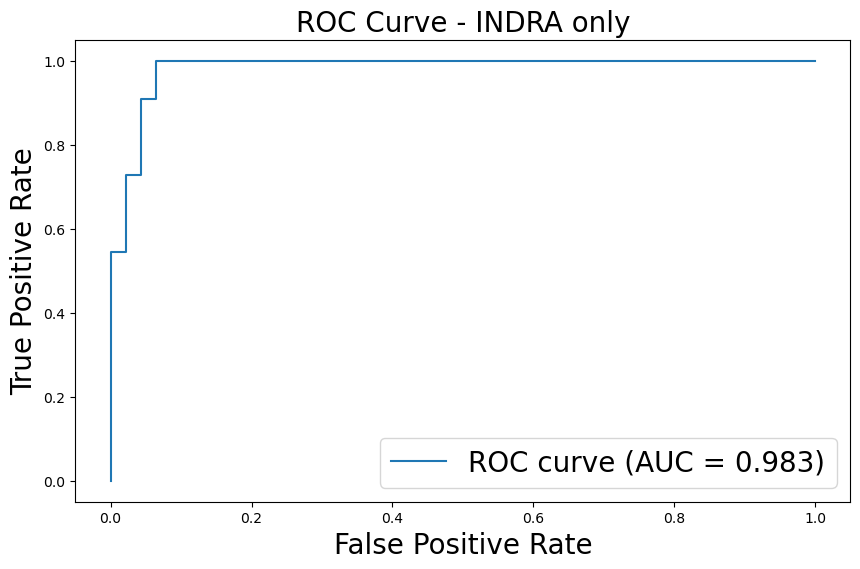 ROC Curve - INDRA only
True Positive Rate
1.0
0.8
0.6
0.4
0.2
0.0
ROC curve (AUC = 0.983)
0.0 0.2 0.4 0.6 0.8 1.0
False Positive Rate